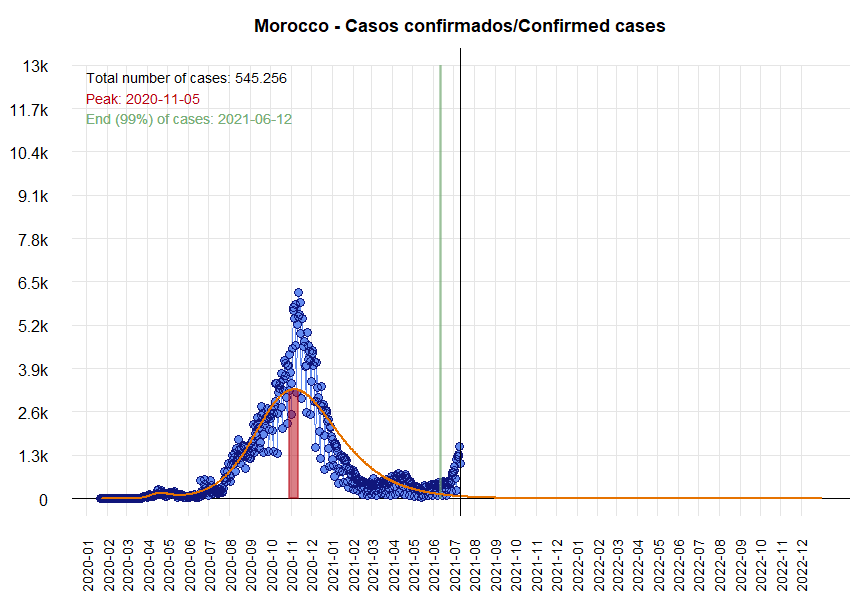 Morocco - Casos confirmados/Confirmed cases
13k
Total number of cases: 545.256
Peak: 2020-11-05
End (99%) of cases: 2021-06-12
11.7k
10.4k
9.1k
7.8k
6.5k
5.2k
3.9k
2.6k
1.3k
0
2020-01
2020-02
2020-03
2020-04
2020-05
2020-06
2020-07
2020-08
2020-09
2020-10
2020-11
2020-12
2021-01
2021-02
2021-03
2021-04
2021-05
2021-06
2021-07
2021-08
2021-09
2021-10
2021-11
2021-12
2022-01
2022-02
2022-03
2022-04
2022-05
2022-06
2022-07
2022-08
2022-09
2022-10
2022-11
2022-12